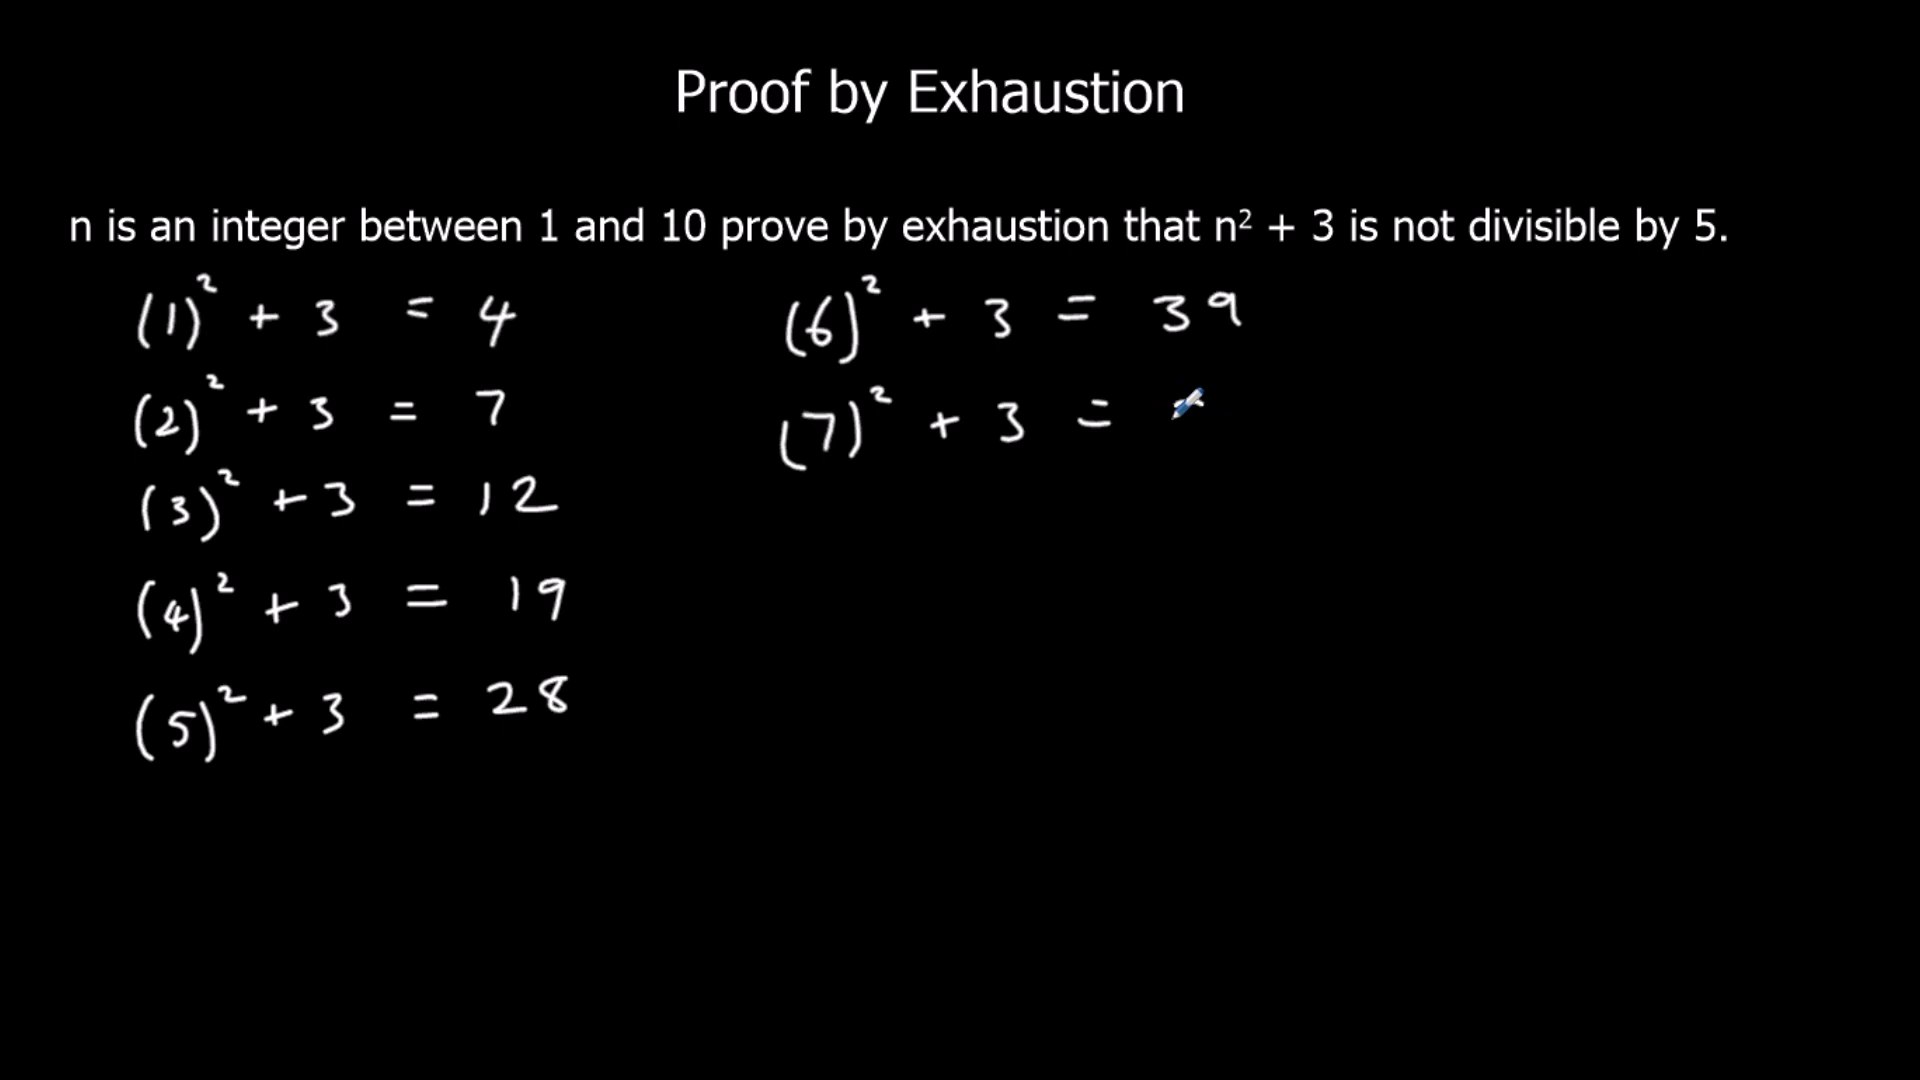 Proof by Exhaustion
n is an integer between 1 and 10 prove by exhaustion that n² + 3 is not divisible by 5.
(1)² + 3 = 4
(2)² + 3 = 7
(3)² + 3 = 12
(4)² + 3 = 19
(5)² + 3 = 28
(6)² + 3 = 39
(7)² + 3 =